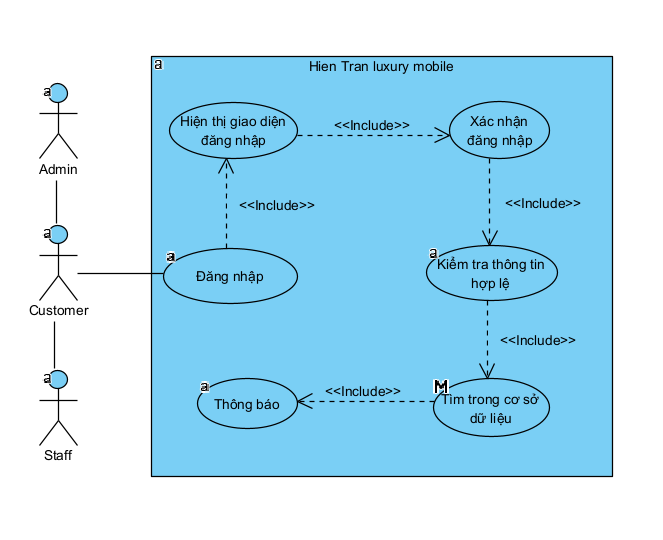 a
Hien Tran luxury mobile
a
Admin
Hiện thị giao diện
đăng nhập
<<Include>>
Xác nhận
đăng nhập
<<Include>>
<<Include>>
a
Customer
a
Đăng nhập
a
Kiểm tra thông tin
hợp lệ
<<Include>>
a
Staff
a
Thông báo
<<Include>>
M
Tìm trong cơ sở
dữ liệu